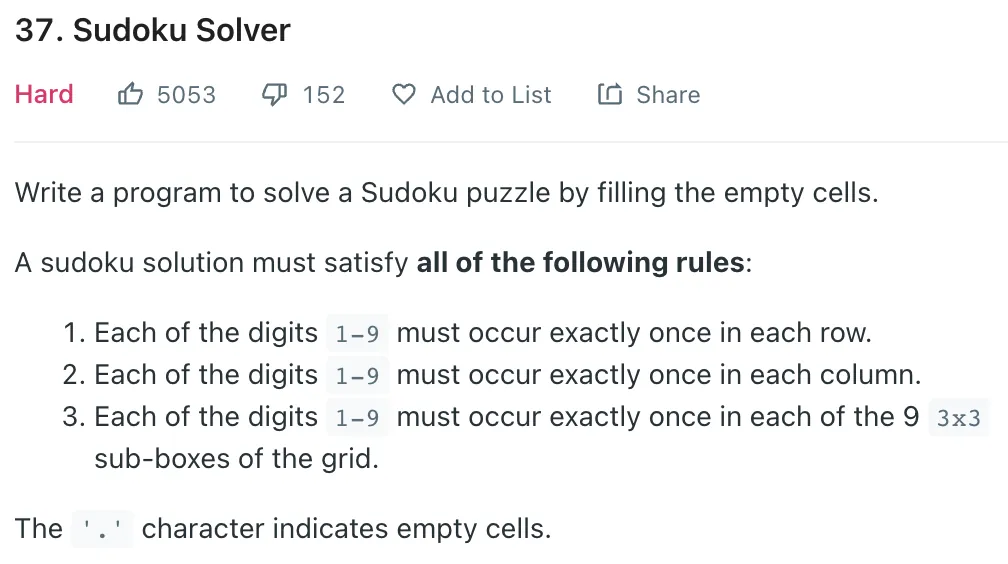 37. Sudoku Solver
Hard 5053 152 Add to List Share
Write a program to solve a Sudoku puzzle by filling the empty cells.
A sudoku solution must satisfy all of the following rules:
1. Each of the digits 1-9 must occur exactly once in each row.
2. Each of the digits 1-9 must occur exactly once in each column.
3. Each of the digits 1-9 must occur exactly once in each of the 9 3x3
sub-boxes of the grid.
The '.' character indicates empty cells.